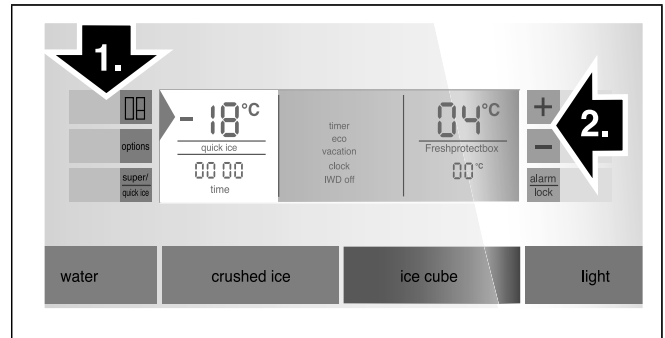 1.
- 18°C
quick ice
00 00
time
options
super/
quick ice
timer
eco
vacation
clock
IWD off
04°C
Freshprotectbox
00°C
+
−
alarm
lock
2.
water
crushed ice
ice cube
light